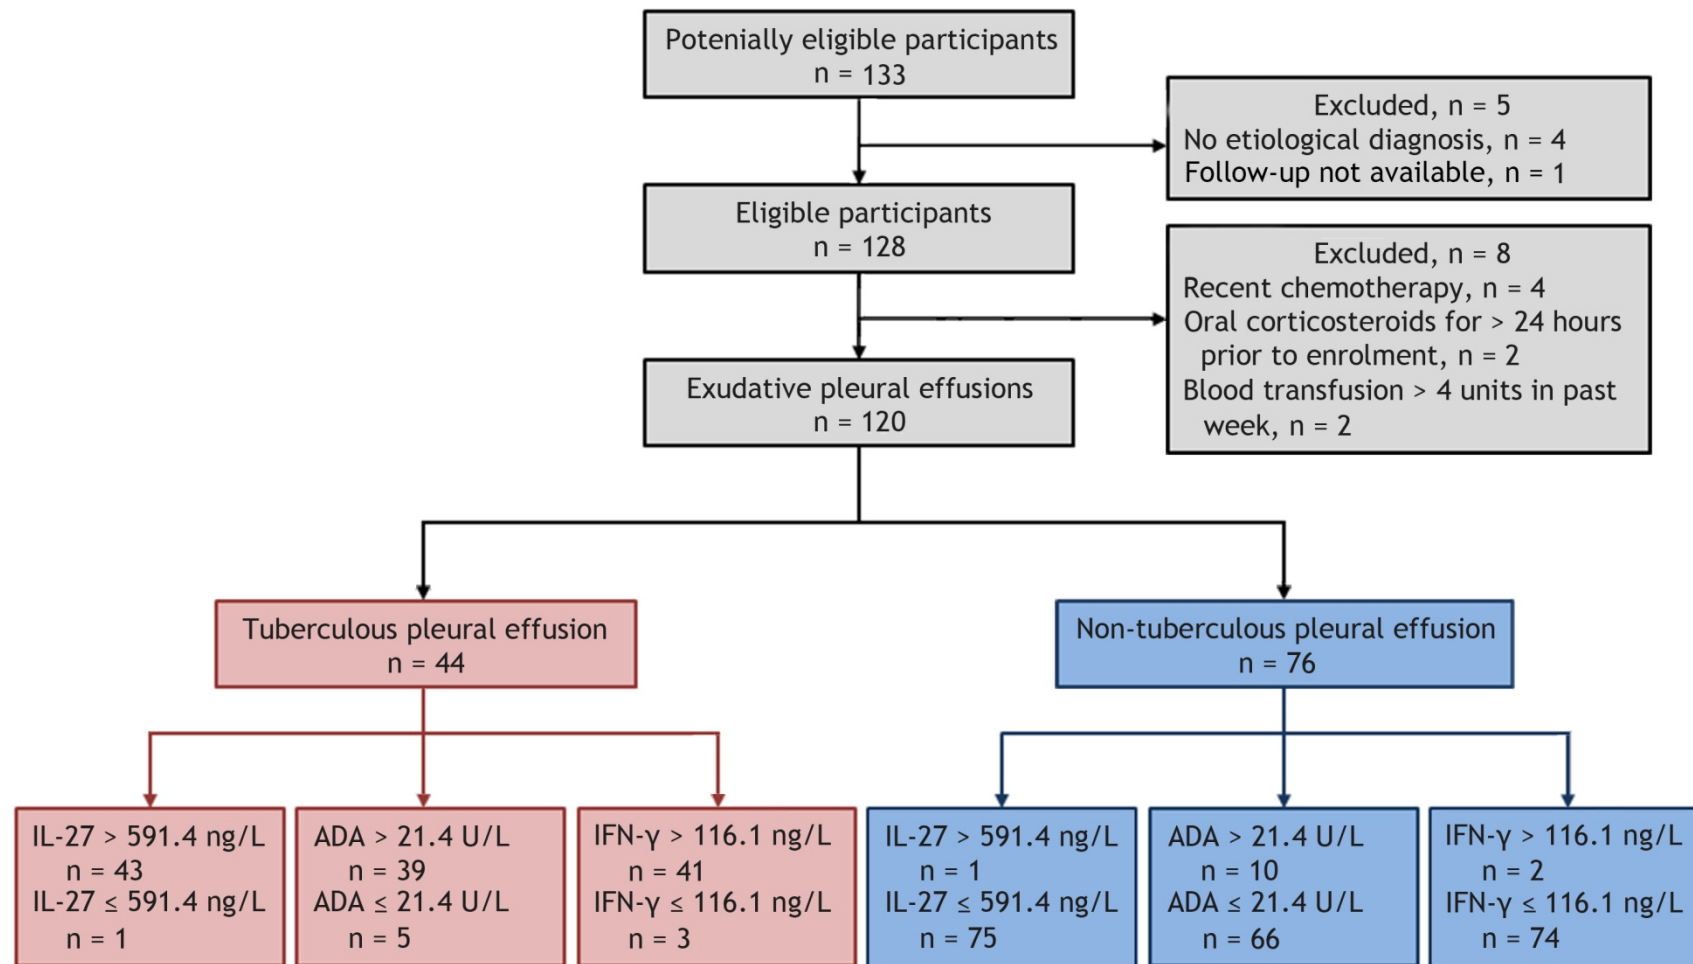 Potenially eligible participants
n = 133
Excluded, n = 5
No etiological diagnosis, n = 4
Follow-up not available, n = 1
Eligible participants
n = 128
Excluded, n = 8
Recent chemotherapy, n = 4
Oral corticosteroids for > 24 hours
prior to enrolment, n = 2
Blood transfusion > 4 units in past
week, n = 2
Exudative pleural effusions
n = 120
Tuberculous pleural effusion
n = 44
Non-tuberculous pleural effusion
n = 76
IL-27 > 591.4 ng/L
n = 43
IL-27 ≤ 591.4 ng/L
n = 1
ADA > 21.4 U/L
n = 39
ADA ≤ 21.4 U/L
n = 5
IFN-γ > 116.1 ng/L
n = 41
IFN-γ ≤ 116.1 ng/L
n = 3
IL-27 > 591.4 ng/L
n = 1
IL-27 ≤ 591.4 ng/L
n = 75
ADA > 21.4 U/L
n = 10
ADA ≤ 21.4 U/L
n = 66
IFN-γ > 116.1 ng/L
n = 2
IFN-γ ≤ 116.1 ng/L
n = 74